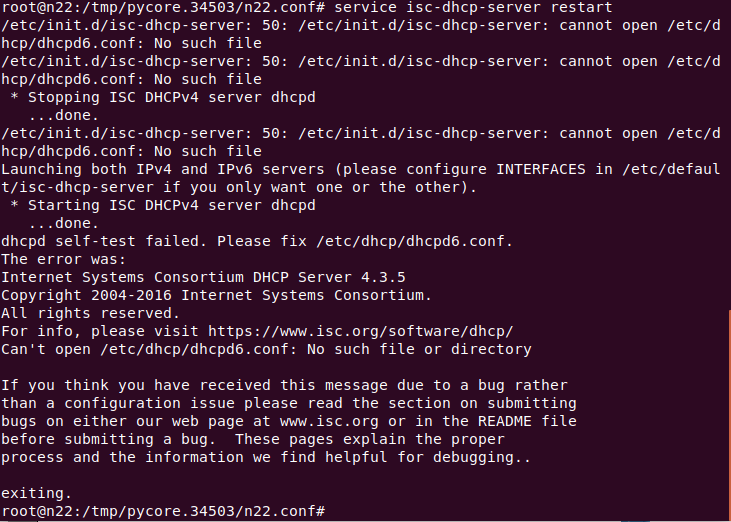 root@n22:/tmp/pycore.34503/n22.conf# service isc-dhcp-server restart
/etc/init.d/isc-dhcp-server: 50: /etc/init.d/isc-dhcp-server: cannot open /etc/d
hcp/dhcpd6.conf: No such file
/etc/init.d/isc-dhcp-server: 50: /etc/init.d/isc-dhcp-server: cannot open /etc/d
hcp/dhcpd6.conf: No such file
 * Stopping ISC DHCPv4 server dhcpd
   ...done.
/etc/init.d/isc-dhcp-server: 50: /etc/init.d/isc-dhcp-server: cannot open /etc/d
hcp/dhcpd6.conf: No such file
Launching both IPv4 and IPv6 servers (please configure INTERFACES in /etc/defaul
t/isc-dhcp-server if you only want one or the other).
 * Starting ISC DHCPv4 server dhcpd
   ...done.
dhcpd self-test failed. Please fix /etc/dhcp/dhcpd6.conf.
The error was:
Internet Systems Consortium DHCP Server 4.3.5
Copyright 2004-2016 Internet Systems Consortium.
All rights reserved.
For info, please visit https://www.isc.org/software/dhcp/
Can't open /etc/dhcp/dhcpd6.conf: No such file or directory

If you think you have received this message due to a bug rather
than a configuration issue please read the section on submitting
bugs on either our web page at www.isc.org or in the README file
before submitting a bug.  These pages explain the proper
process and the information we find helpful for debugging..

exiting.
root@n22:/tmp/pycore.34503/n22.conf#